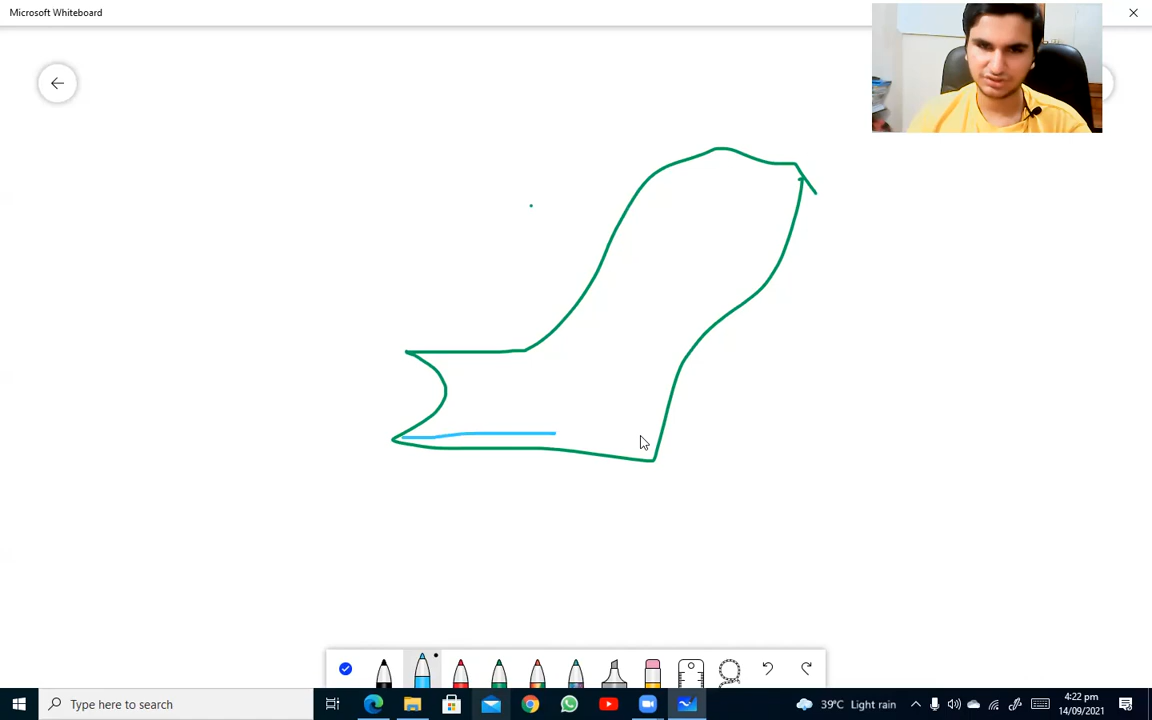 Microsoft Whiteboard
Type here to search
39°C Light rain
4:22 pm
14/09/2021